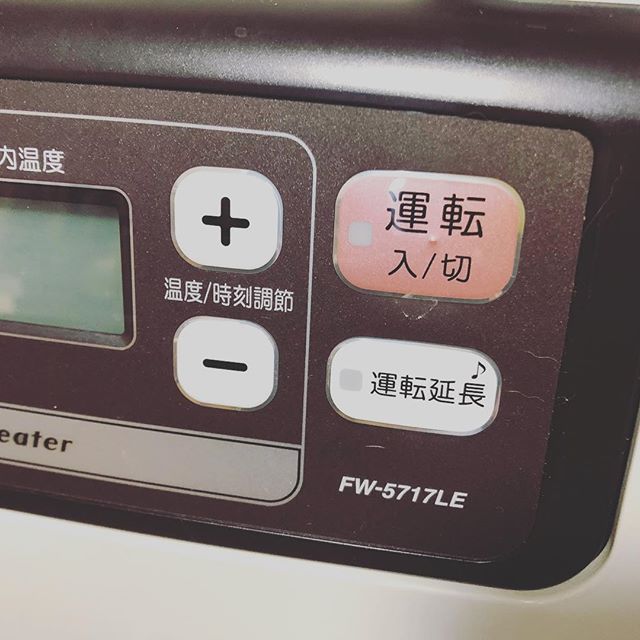 内温度
+
運転
入/切
温度/時刻調節
−
♪
運転延長
eater
FW-5717LE